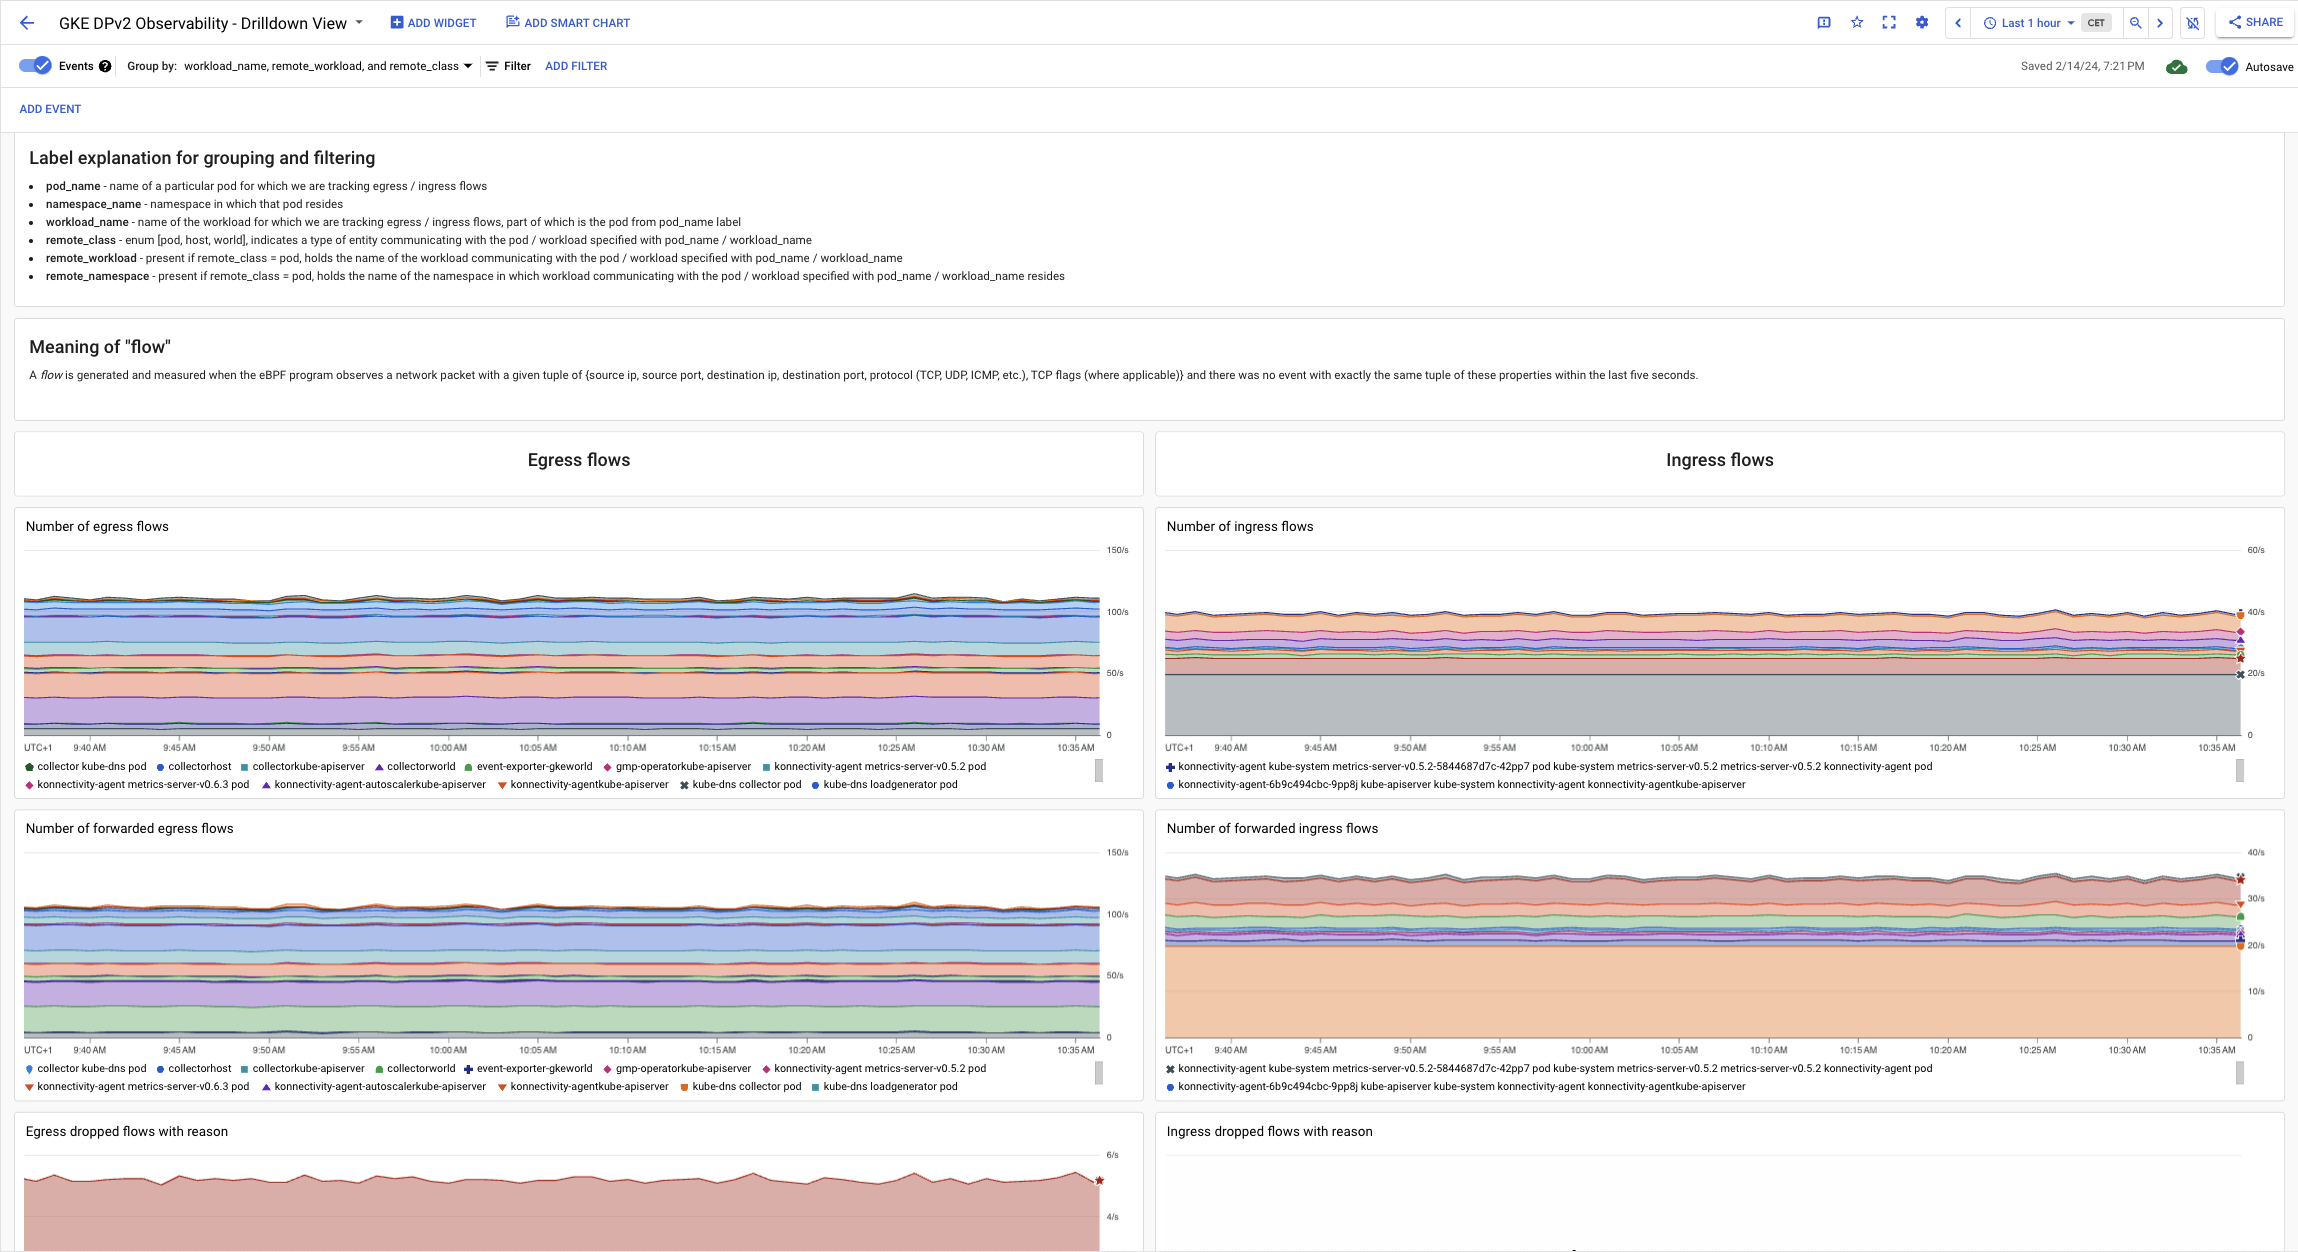 GKE DPv2 Observability - Drilldown View
ADD WIDGET
ADD SMART CHART
Last 1 hour
CET
SHARE
Events
Group by: workload_name, remote_workload, and remote_class
Filter
ADD FILTER
Saved 2/14/24, 7:21 PM
Autosave
ADD EVENT
Label explanation for grouping and filtering
• pod_name - name of a particular pod for which we are tracking egress / ingress flows
• namespace_name - namespace in which that pod resides
• workload_name - name of the workload for which we are tracking egress / ingress flows, part of which is the pod from pod_name label
• remote_class - enum [pod, host, world], indicates a type of entity communicating with the pod / workload specified with pod_name / workload_name
• remote_workload - present if remote_class = pod, holds the name of the workload communicating with the pod / workload specified with pod_name / workload_name
• remote_namespace - present if remote_class = pod, holds the name of the namespace in which workload communicating with the pod / workload specified with pod_name / workload_name resides
Meaning of "flow"
A flow is generated and measured when the eBPF program observes a network packet with a given tuple of {source ip, source port, destination ip, destination port, protocol (TCP, UDP, ICMP, etc.), TCP flags (where applicable)} and there was no event with exactly the same tuple of these properties within the last five seconds.
Egress flows
Ingress flows
Number of egress flows
150/s
100/s
50/s
0
UTC+1 9:40 AM 9:45 AM 9:50 AM 9:55 AM 10:00 AM 10:05 AM 10:10 AM 10:15 AM 10:20 AM 10:25 AM 10:30 AM 10:35 AM
collector kube-dns pod collectorhost collectorkube-apiserver collectorworld event-exporter-gkeworld gmp-operatorkube-apiserver konnectivity-agent metrics-server-v0.5.2 pod
konnectivity-agent metrics-server-v0.6.3 pod konnectivity-agent-autoscalerkube-apiserver konnectivity-agentkube-apiserver kube-dns collector pod kube-dns loadgenerator pod
Number of ingress flows
60/s
40/s
20/s
0
UTC+1 9:40 AM 9:45 AM 9:50 AM 9:55 AM 10:00 AM 10:05 AM 10:10 AM 10:15 AM 10:20 AM 10:25 AM 10:30 AM 10:35 AM
konnectivity-agent kube-system metrics-server-v0.5.2-5844687d7c-42pp7 pod kube-system metrics-server-v0.5.2 metrics-server-v0.5.2 konnectivity-agent pod
konnectivity-agent-6b9c494cbc-9pp8j kube-apiserver kube-system konnectivity-agent konnectivity-agentkube-apiserver
Number of forwarded egress flows
150/s
100/s
50/s
0
UTC+1 9:40 AM 9:45 AM 9:50 AM 9:55 AM 10:00 AM 10:05 AM 10:10 AM 10:15 AM 10:20 AM 10:25 AM 10:30 AM 10:35 AM
collector kube-dns pod collectorhost collectorkube-apiserver collectorworld event-exporter-gkeworld gmp-operatorkube-apiserver konnectivity-agent metrics-server-v0.5.2 pod
konnectivity-agent metrics-server-v0.6.3 pod konnectivity-agent-autoscalerkube-apiserver konnectivity-agentkube-apiserver kube-dns collector pod kube-dns loadgenerator pod
Number of forwarded ingress flows
40/s
30/s
20/s
10/s
0
UTC+1 9:40 AM 9:45 AM 9:50 AM 9:55 AM 10:00 AM 10:05 AM 10:10 AM 10:15 AM 10:20 AM 10:25 AM 10:30 AM 10:35 AM
konnectivity-agent kube-system metrics-server-v0.5.2-5844687d7c-42pp7 pod kube-system metrics-server-v0.5.2 metrics-server-v0.5.2 konnectivity-agent pod
konnectivity-agent-6b9c494cbc-9pp8j kube-apiserver kube-system konnectivity-agent konnectivity-agentkube-apiserver
Egress dropped flows with reason
6/s
4/s
Ingress dropped flows with reason